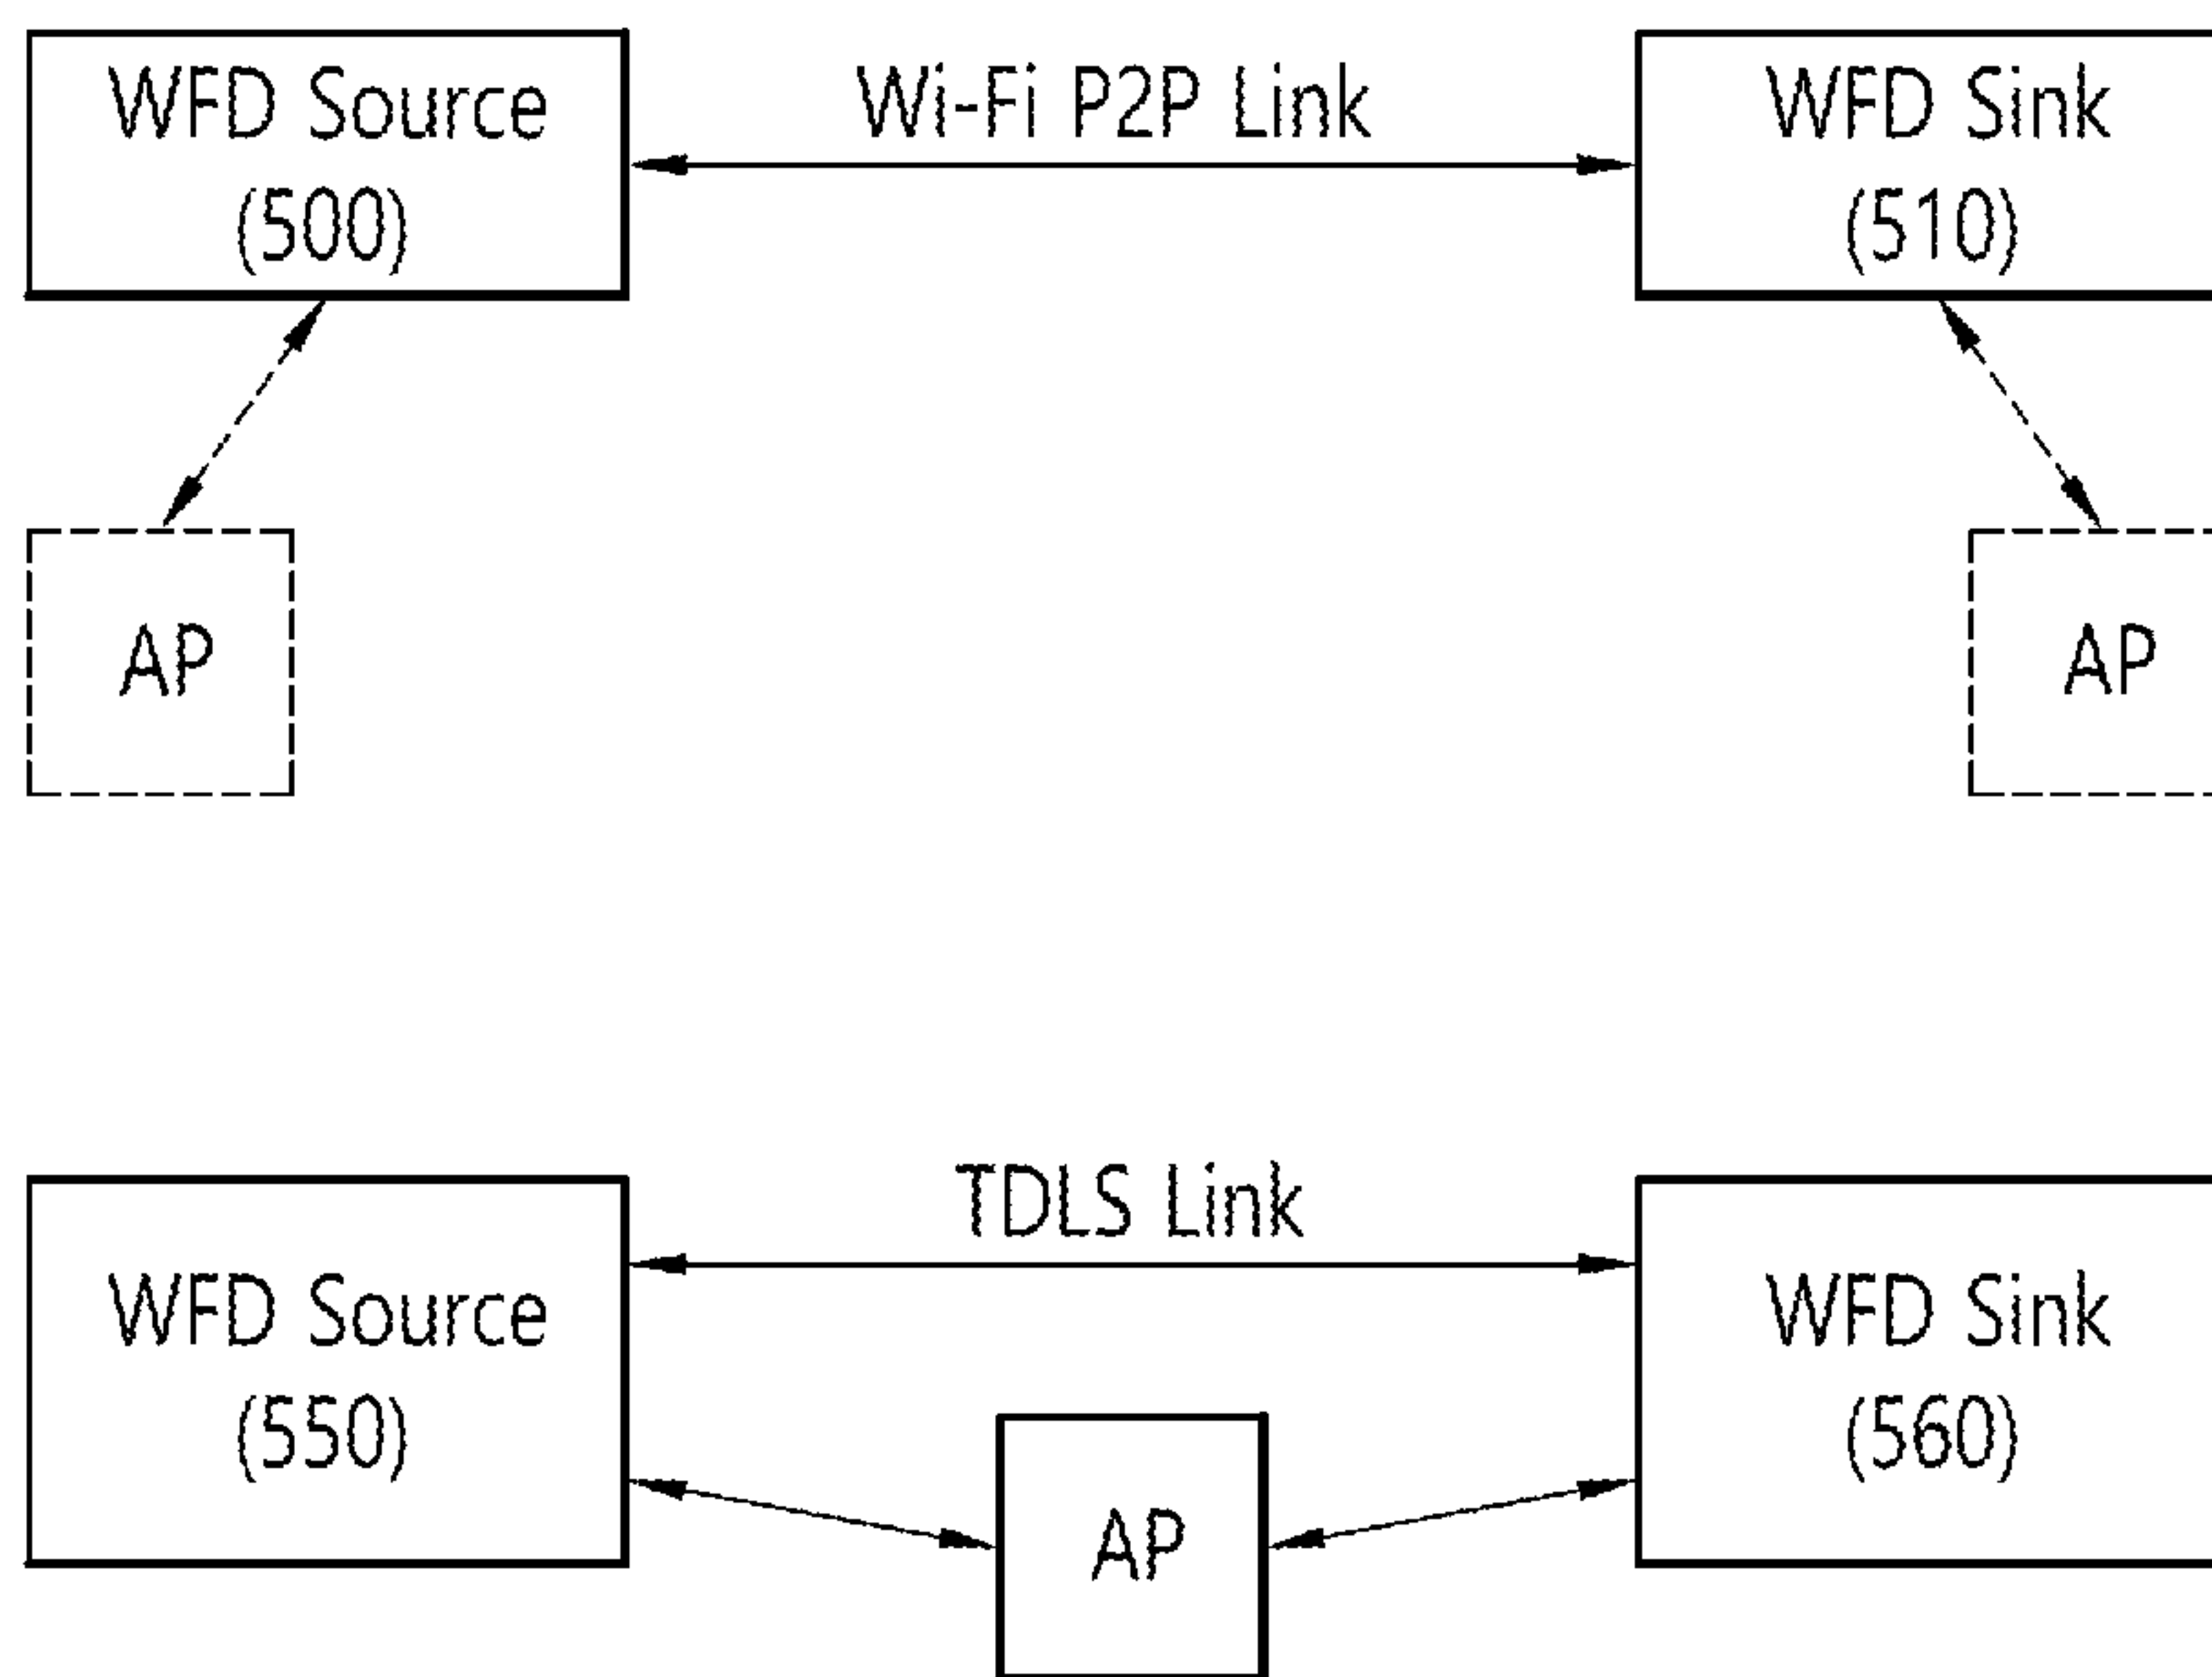 WFD Source
(500)
Wi-Fi P2P Link
WFD Sink
(510)
AP
AP
TDLS Link
WFD Source
(550)
WFD Sink
(560)
AP